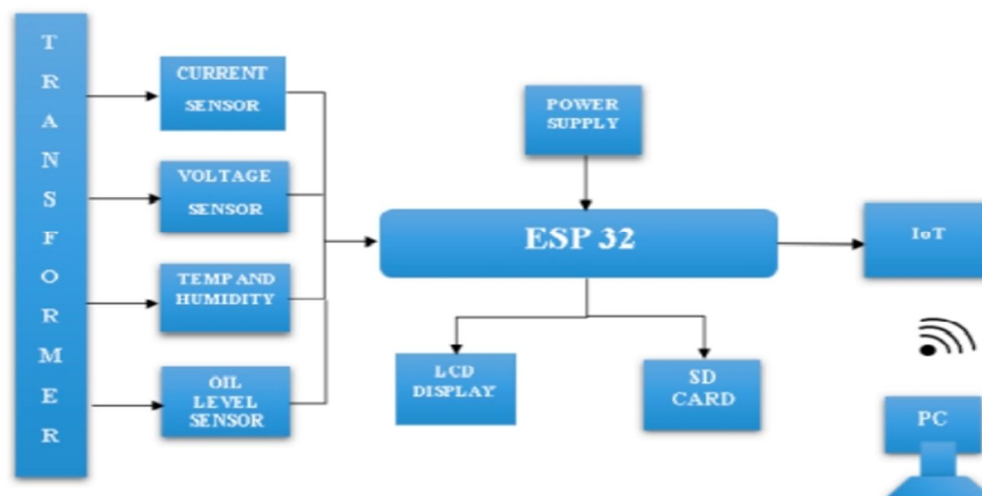 T
R
A
N
S
F
O
R
M
E
R
CURRENT
SENSOR
VOLTAGE
SENSOR
TEMP AND
HUMIDITY
OIL
LEVEL
SENSOR
POWER
SUPPLY
ESP 32
LCD
DISPLAY
SD
CARD
IoT
PC